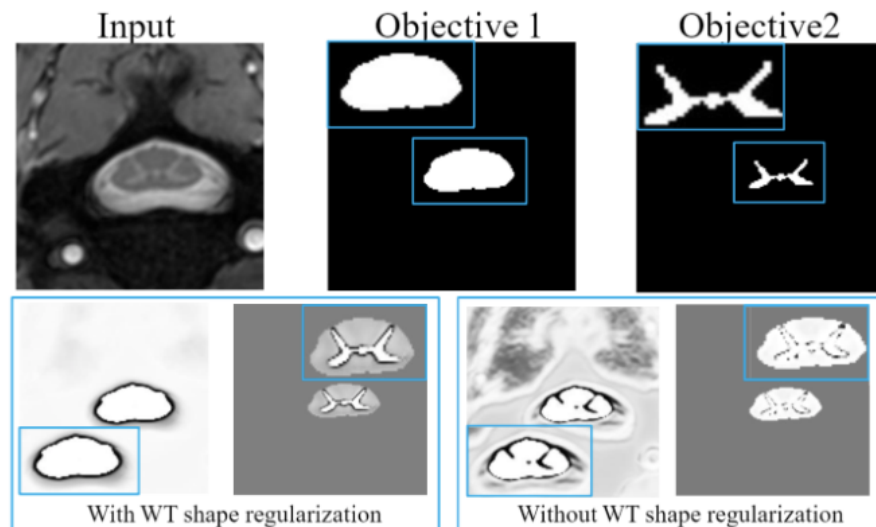 Input
Objective 1
Objective2
With WT shape regularization
Without WT shape regularization